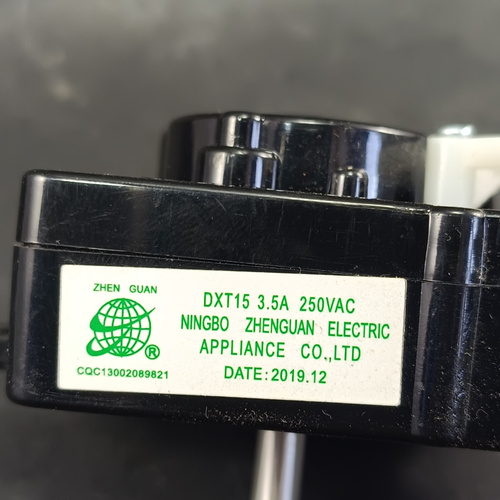 ZHEN GUAN
®
CQC13002089821
DXT15 3.5A 250VAC
NINGBO ZHENGUAN ELECTRIC
APPLIANCE CO.,LTD
DATE:2019.12